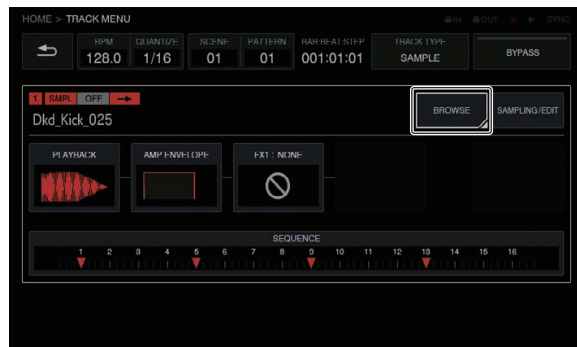 HOME > TRACK MENU IN OUT SYNC
BPM QUANTIZE SCENE PATTERN BAR:BEAT:STEP TRACK TYPE
128.0 1/16 01 01 001:01:01 SAMPLE BYPASS
1 SMPL OFF
Dkd_Kick_025 BROWSE SAMPLING/EDIT
PLAYBACK AMP ENVELOPE FX1 : NONE
SEQUENCE
1 2 3 4 5 6 7 8 9 10 11 12 13 14 15 16